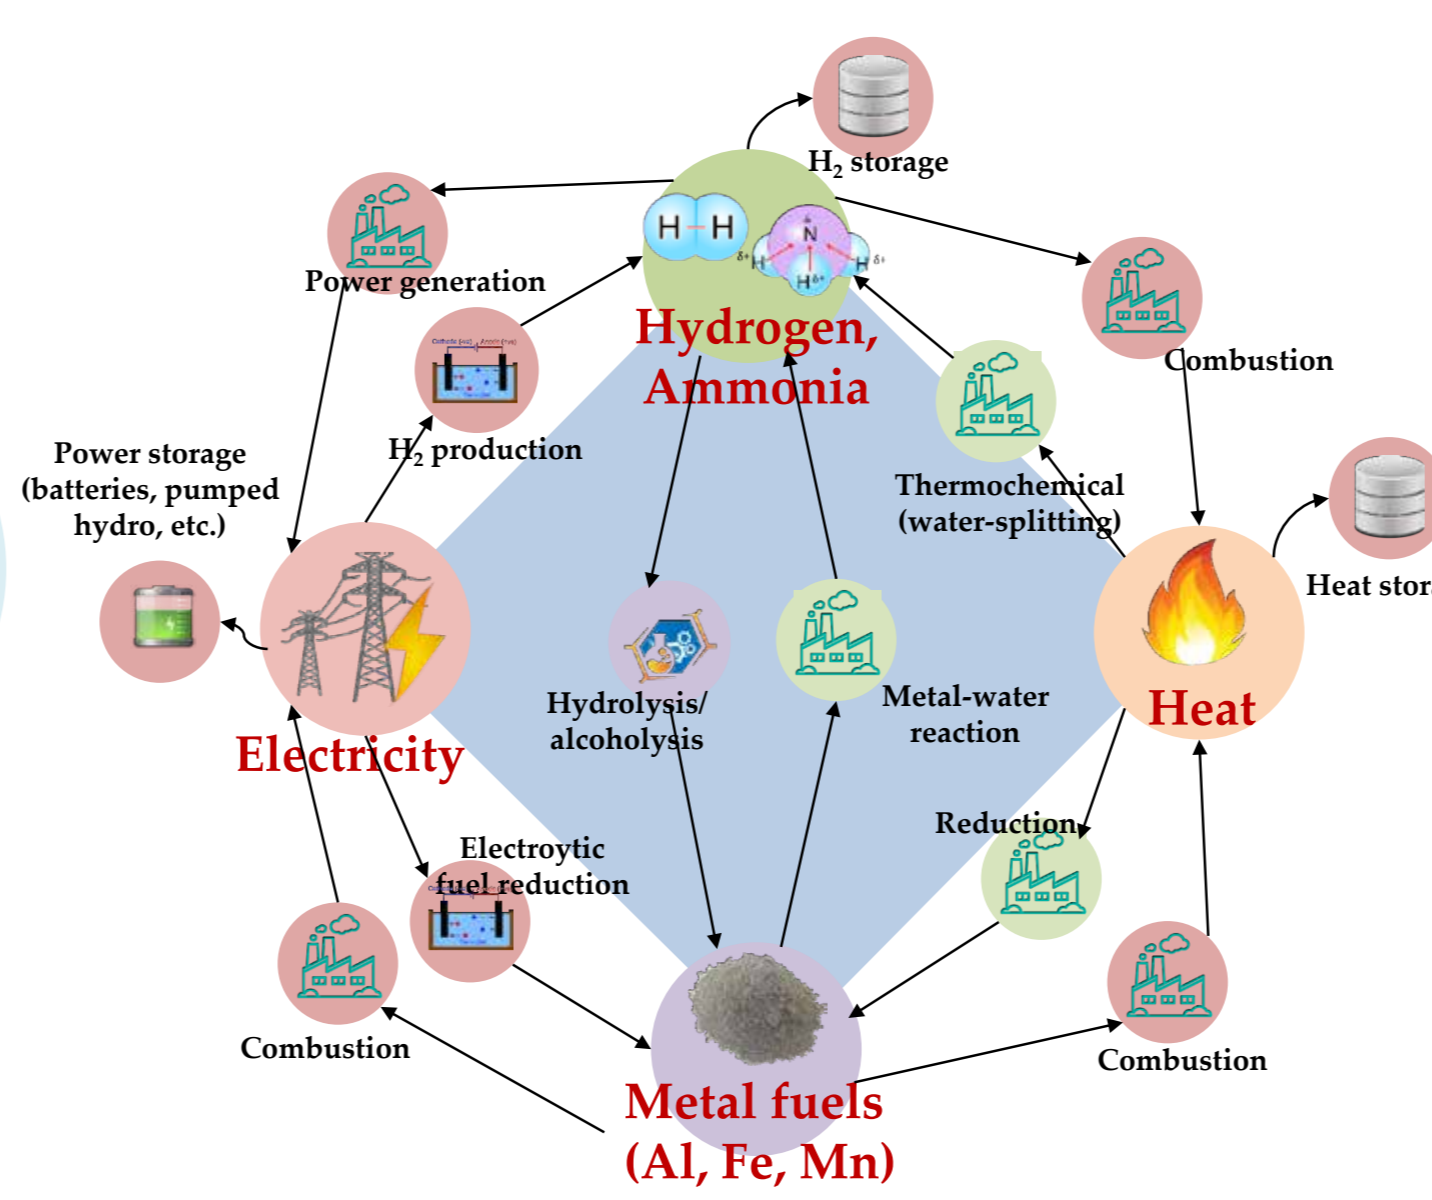 H₂ storage
H – H
N
δ+ H
H δ+
H δ+
Power generation
Hydrogen,
Ammonia
Combustion
H₂ production
Power storage
(batteries, pumped
hydro, etc.)
Thermochemical
(water-splitting)
Heat stora
Hydrolysis/
alcoholysis
Metal-water
reaction
Heat
Electricity
Reduction
Electroytic
fuel reduction
Combustion
Combustion
Metal fuels
(Al, Fe, Mn)